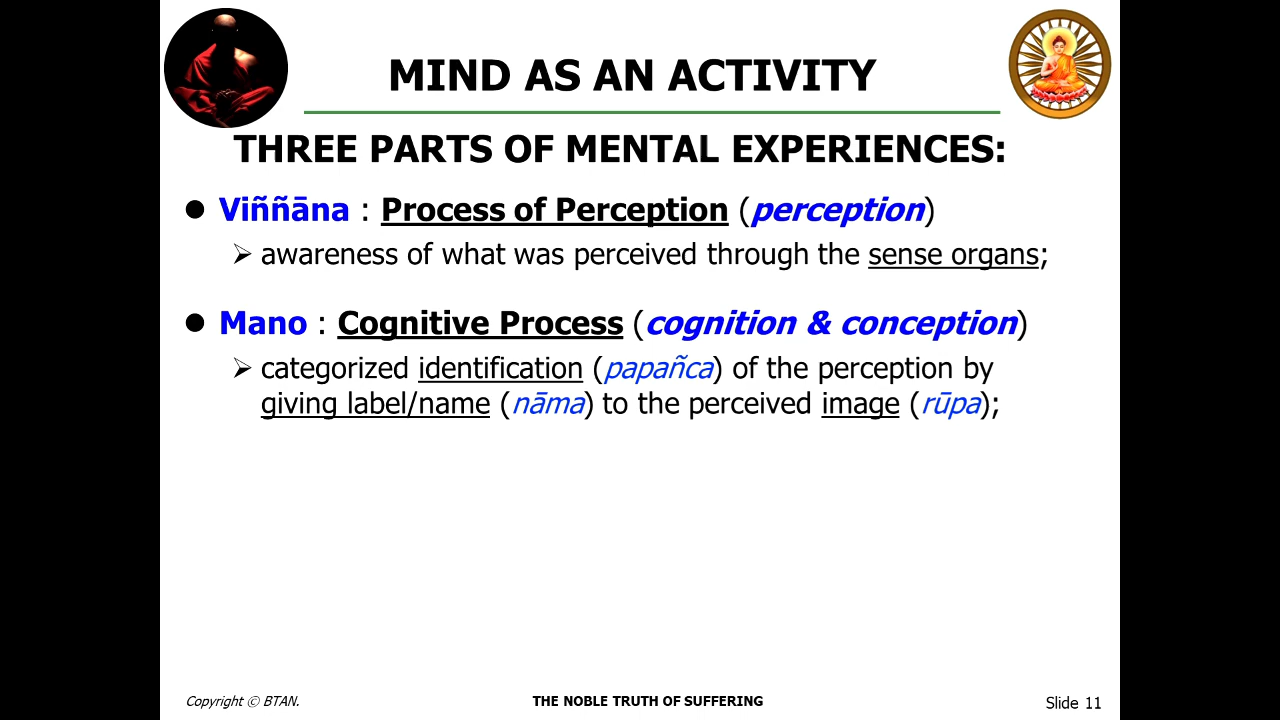 MIND AS AN ACTIVITY
THREE PARTS OF MENTAL EXPERIENCES:
● Viññāna : Process of Perception (perception)
➢ awareness of what was perceived through the sense organs;
● Mano : Cognitive Process (cognition & conception)
➢ categorized identification (papañca) of the perception by
giving label/name (nāma) to the perceived image (rūpa);
Copyright © BTAN.
THE NOBLE TRUTH OF SUFFERING
Slide 11